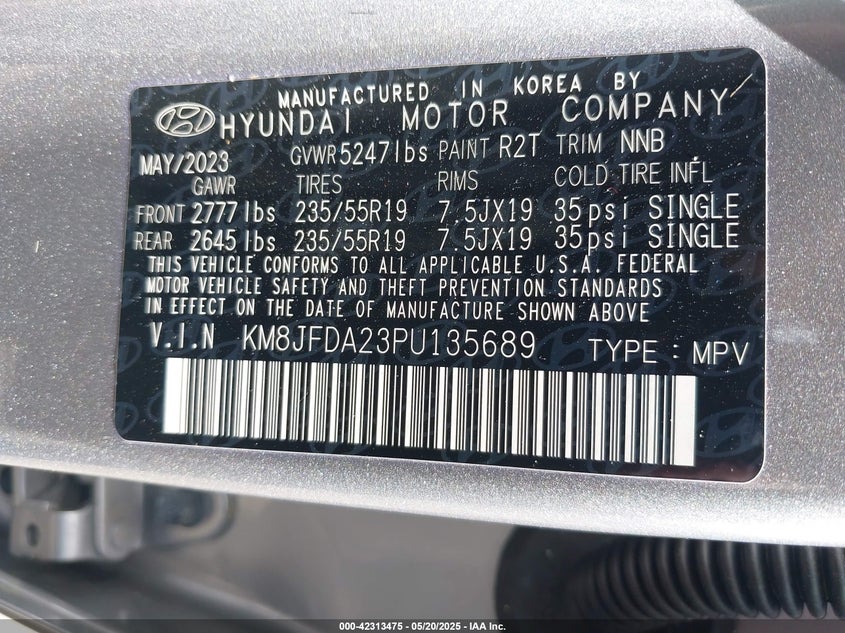 MANUFACTURED IN KOREA BY
HYUNDAI MOTOR COMPANY
MAY/2023 GVWR 5247lbs PAINT R2T TRIM NNB
GAWR TIRES RIMS COLD TIRE INFL.
FRONT 2777lbs 235/55R19 7.5JX19 35psi SINGLE
REAR 2645lbs 235/55R19 7.5JX19 35psi SINGLE
THIS VEHICLE CONFORMS TO ALL APPLICABLE U.S.A. FEDERAL
MOTOR VEHICLE SAFETY AND THEFT PREVENTION STANDARDS
IN EFFECT ON THE DATE OF MANUFACTURE SHOWN ABOVE
V.I.N KM8JFDA23PU135689 TYPE : MPV
000-42313475 - 05/20/2025 - IAA Inc.